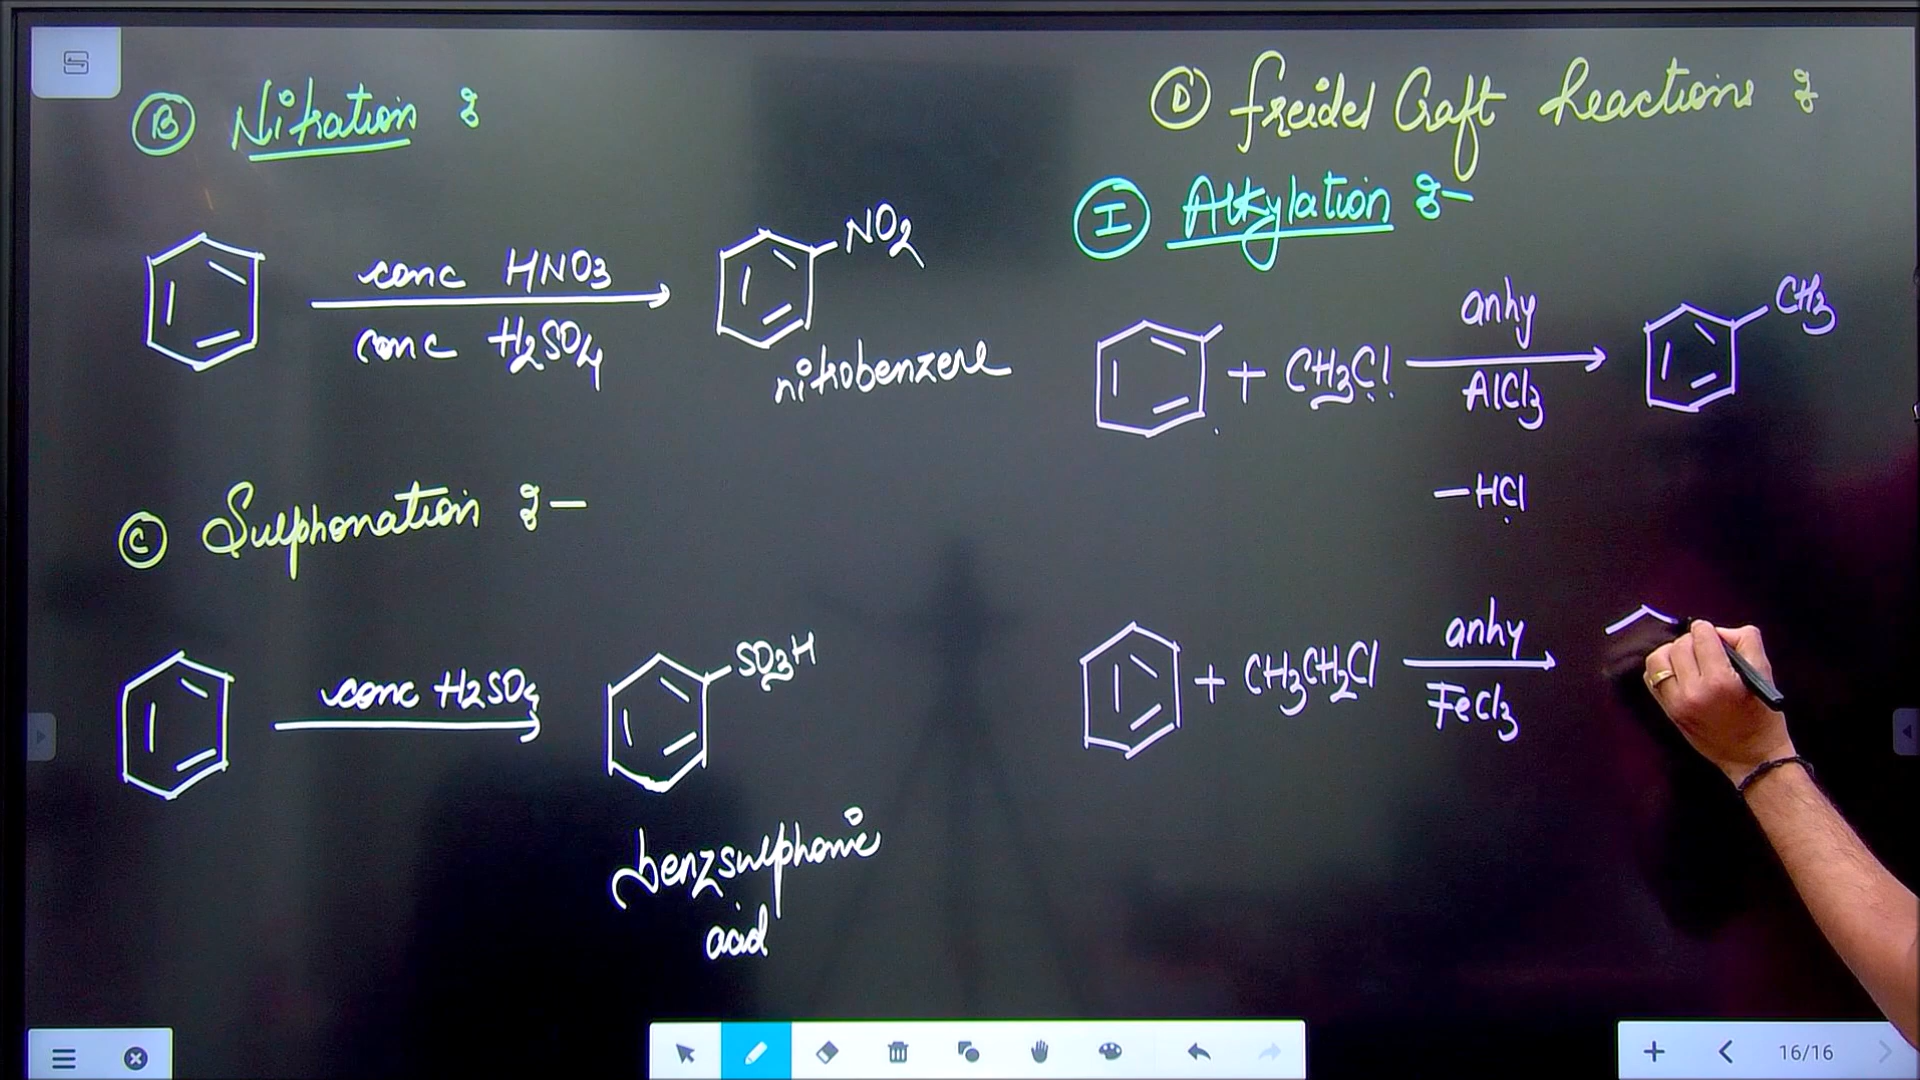 B Nitration :
conc HNO3
conc H2SO4
NO2
nitrobenzene
C Sulphonation :-
conc H2SO4
SO3H
benzsulphonic
acid
D Freidel Craft Reactions :
I Alkylation :-
+ CH3Cl
anhy
AlCl3
CH3
-HCl
+ CH3CH2Cl
anhy
FeCl3
16/16